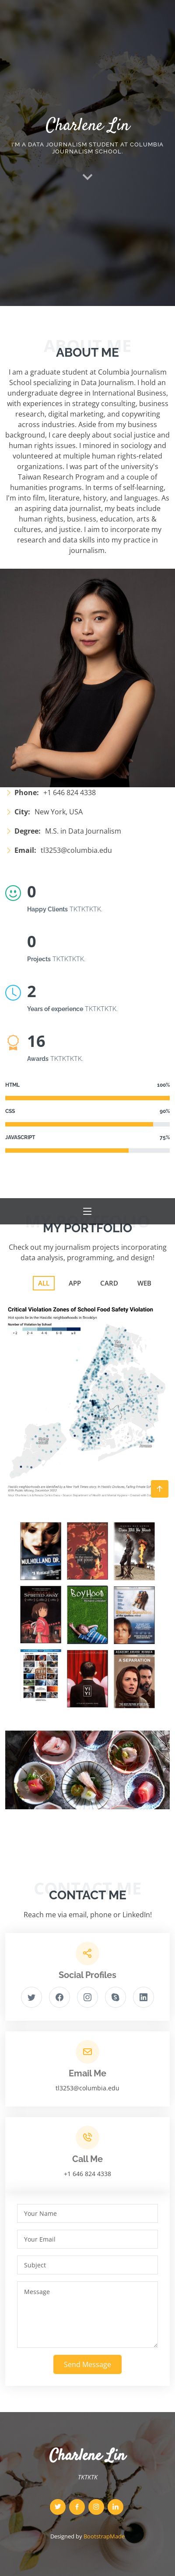 Charlene Lin
I'M A DATA JOURNALISM STUDENT AT COLUMBIA
JOURNALISM SCHOOL.
ABOUT ME
ABOUT ME
I am a graduate student at Columbia Journalism
School specializing in Data Journalism. I hold an
undergraduate degree in International Business,
with experience in strategy consulting, business
research, digital marketing, and copywriting
across industries. Aside from my business
background, I care deeply about social justice and
human rights issues. I minored in sociology and
volunteered at multiple human rights-related
organizations. I was part of the university's
Taiwan Research Program and a couple of
humanities programs. In terms of self-learning,
I'm into film, literature, history, and languages. As
an aspiring data journalist, my beats include
human rights, business, education, arts &
cultures, and justice. I aim to incorporate my
research and data skills into my practice in
journalism.
Phone: +1 646 824 4338
City: New York, USA
Degree: M.S. in Data Journalism
Email: tl3253@columbia.edu
0
Happy Clients TKTKTKTK.
0
Projects TKTKTKTK.
2
Years of experience TKTKTKTK.
16
Awards TKTKTKTK.
HTML 100%
CSS 90%
JAVASCRIPT 75%
MY PORTFOLIO
Check out my journalism projects incorporating
data analysis, programming, and design!
ALL APP CARD WEB
Critical Violation Zones of School Food Safety Violation
Number of Violation by School
MULHOLLAND DR.
BOYHOOD
YI YI
A SEPARATION
CONTACT ME
CONTACT ME
Reach me via email, phone or LinkedIn!
Social Profiles
Email Me
tl3253@columbia.edu
Call Me
+1 646 824 4338
Your Name
Your Email
Subject
Message
Send Message
Charlene Lin
TKTKTK
Designed by BootstrapMade